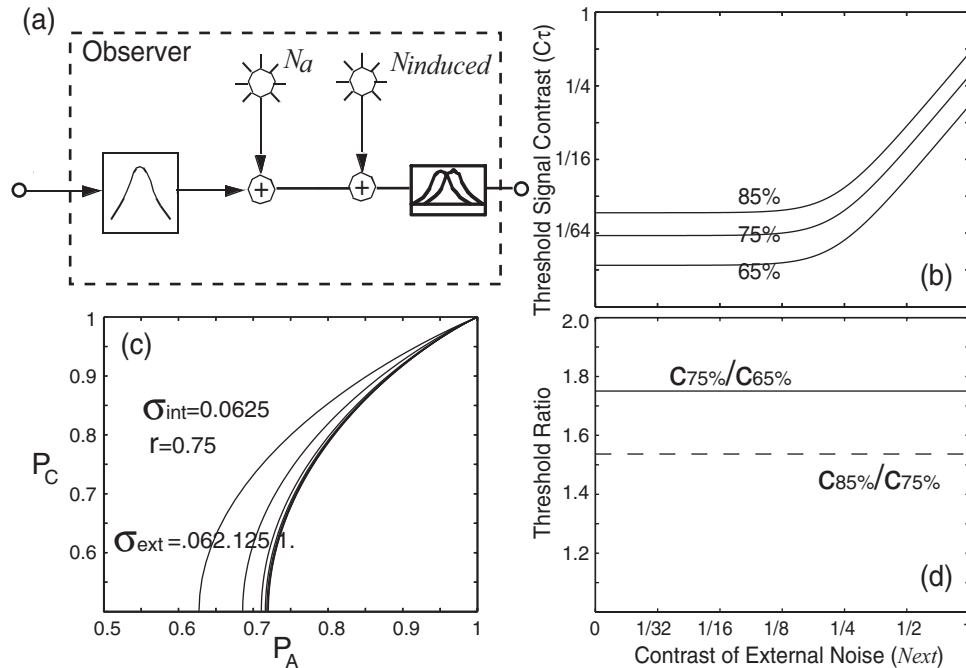 (a)
Observer
Na
Ninduced
+
+
(b)
Threshold Signal Contrast (Cτ)
1
1/4
1/16
1/64
85%
75%
65%
(c)
PC
1
0.9
0.8
0.7
0.6
σint=0.0625
r=0.75
σext=.062.125 1.
0.5 0.6 0.7 0.8 0.9 1
PA
(d)
Threshold Ratio
2.0
1.8
1.6
1.4
1.2
C75%/C65%
C85%/C75%
0 1/32 1/16 1/8 1/4 1/2
Contrast of External Noise (Next)